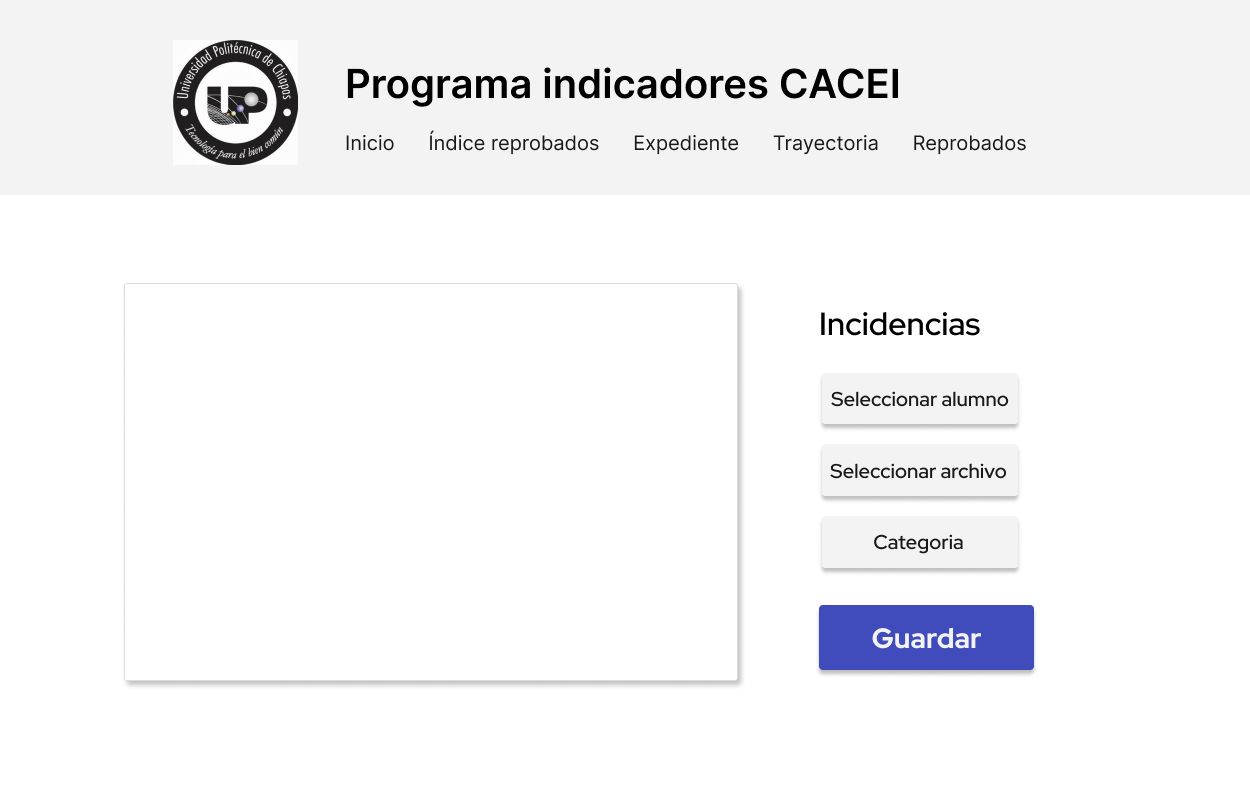 Universidad Politécnica de Chiapas
UP
Tecnología para el bien común
Programa indicadores CACEI
Inicio Índice reprobados Expediente Trayectoria Reprobados
Incidencias
Seleccionar alumno
Seleccionar archivo
Categoria
Guardar